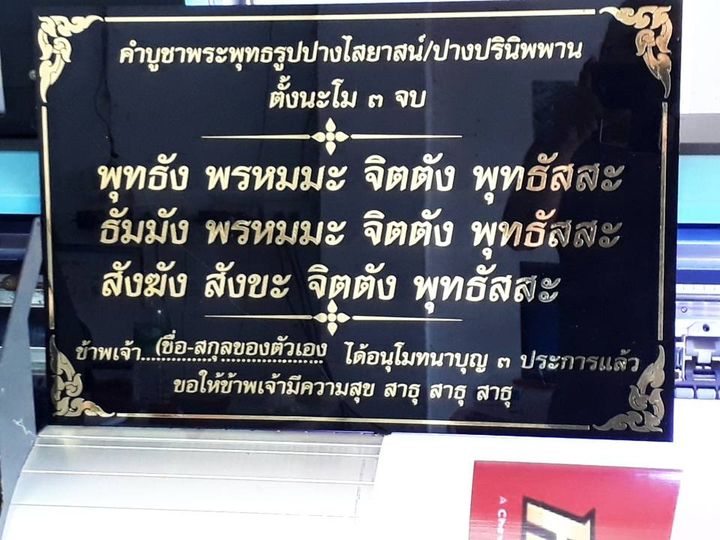 คำบูชาพระพุทธรูปปางไสยาสน์/ปางปรินิพพาน
ตั้งนะโม ๓ จบ
พุทธัง พรหมมะ จิตตัง พุทธัสสะ
ธัมมัง พรหมมะ จิตตัง พุทธัสสะ
สังฆัง สังขะ จิตตัง พุทธัสสะ
ข้าพเจ้า....(ชื่อ-สกุลของตัวเอง ได้อนุโมทนาบุญ ๓ ประการแล้ว
ขอให้ข้าพเจ้ามีความสุข สาธุ สาธุ สาธุ